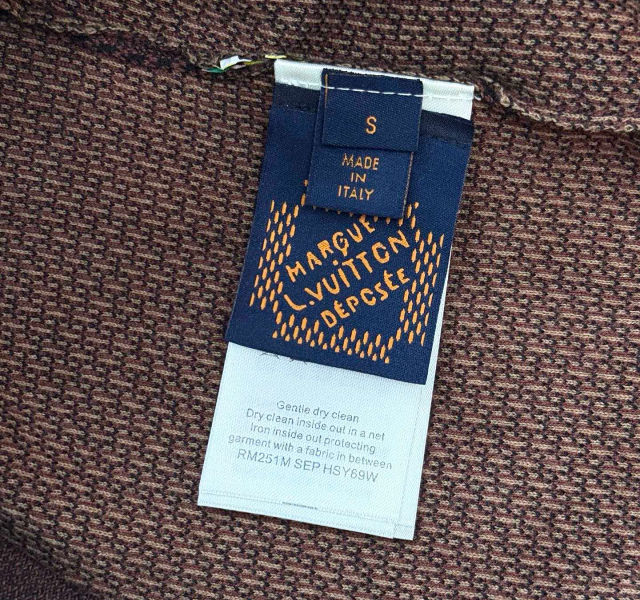 S
MADE
IN
ITALY
MARQUE
L.VUITTON
DÉPOSÉE
Gentle dry clean
Dry clean inside out in a net
Iron inside out protecting
garment with a fabric in between
RM251M SEP HSY69W